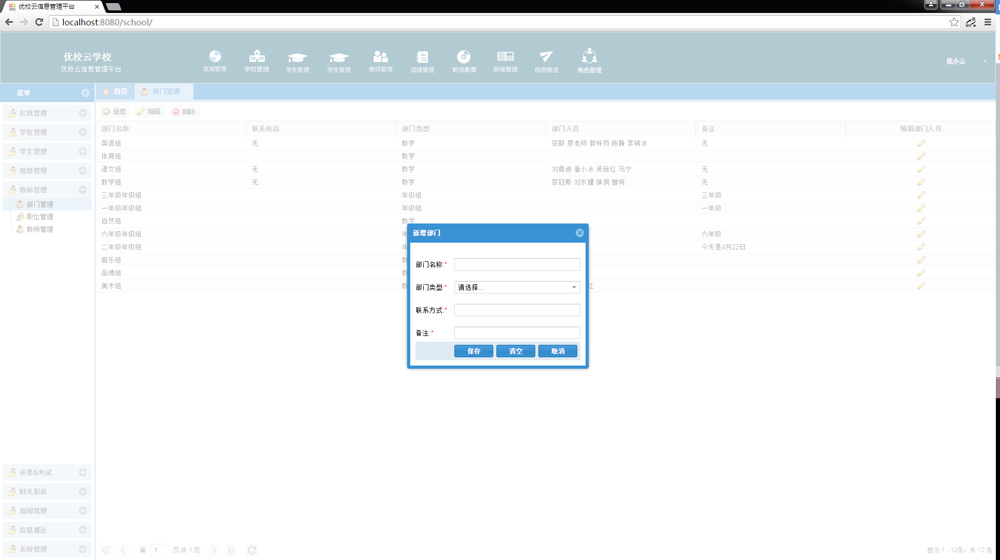 优校云信息管理平台
localhost:8080/school/
优校云学校
优校云信息管理平台
区域管理 学校管理 学生管理 学生管理 教师管理 成绩管理 时光影音 新闻管理 信息推送 角色管理
优小云
菜单
首页 部门管理
新增 编辑 删除
区域管理
学校管理
学生管理
班级管理
教师管理
部门管理
职位管理
教师管理
开课&考试
时光影音
新闻管理
信息推送
系统管理
部门名称 联系电话 部门类型 部门人员 备注 编辑部门人员
英语组 无 教学 容毅 廖老师 郭梓筠 陈静 李锦冰 无
体育组 教学
语文组 无 教学 刘晨迪 潘小冰 吴培红 马宁 无
数学组 无 教学 容冠斯 刘东耀 焕侗 曾柯 无
三年级年级组 年级组 三年级
一年级年级组 年级组 一年级
自然组 教学
六年级年级组 年 六年级
二年级年级组 年 今天是4月22日
音乐组 教
品德组 教
美术组 教 红
新增部门
部门名称:*
部门类型:* 请选择...
联系方式:*
备注:*
保存 清空 取消
第 1 页,共 1 页
显示 1 - 12条，共 12 条